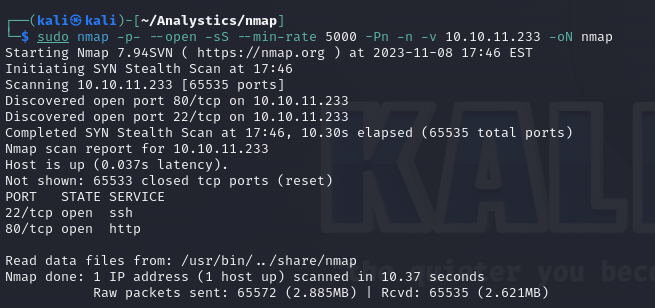 ┌──(kali㉿kali)-[~/Analystics/nmap]
└─$ sudo nmap -p- --open -sS --min-rate 5000 -Pn -n -v 10.10.11.233 -oN nmap
Starting Nmap 7.94SVN ( https://nmap.org ) at 2023-11-08 17:46 EST
Initiating SYN Stealth Scan at 17:46
Scanning 10.10.11.233 [65535 ports]
Discovered open port 80/tcp on 10.10.11.233
Discovered open port 22/tcp on 10.10.11.233
Completed SYN Stealth Scan at 17:46, 10.30s elapsed (65535 total ports)
Nmap scan report for 10.10.11.233
Host is up (0.037s latency).
Not shown: 65533 closed tcp ports (reset)
PORT   STATE SERVICE
22/tcp open  ssh
80/tcp open  http

Read data files from: /usr/bin/../share/nmap
Nmap done: 1 IP address (1 host up) scanned in 10.37 seconds
           Raw packets sent: 65572 (2.885MB) | Rcvd: 65535 (2.621MB)
KALI
the quieter you beco